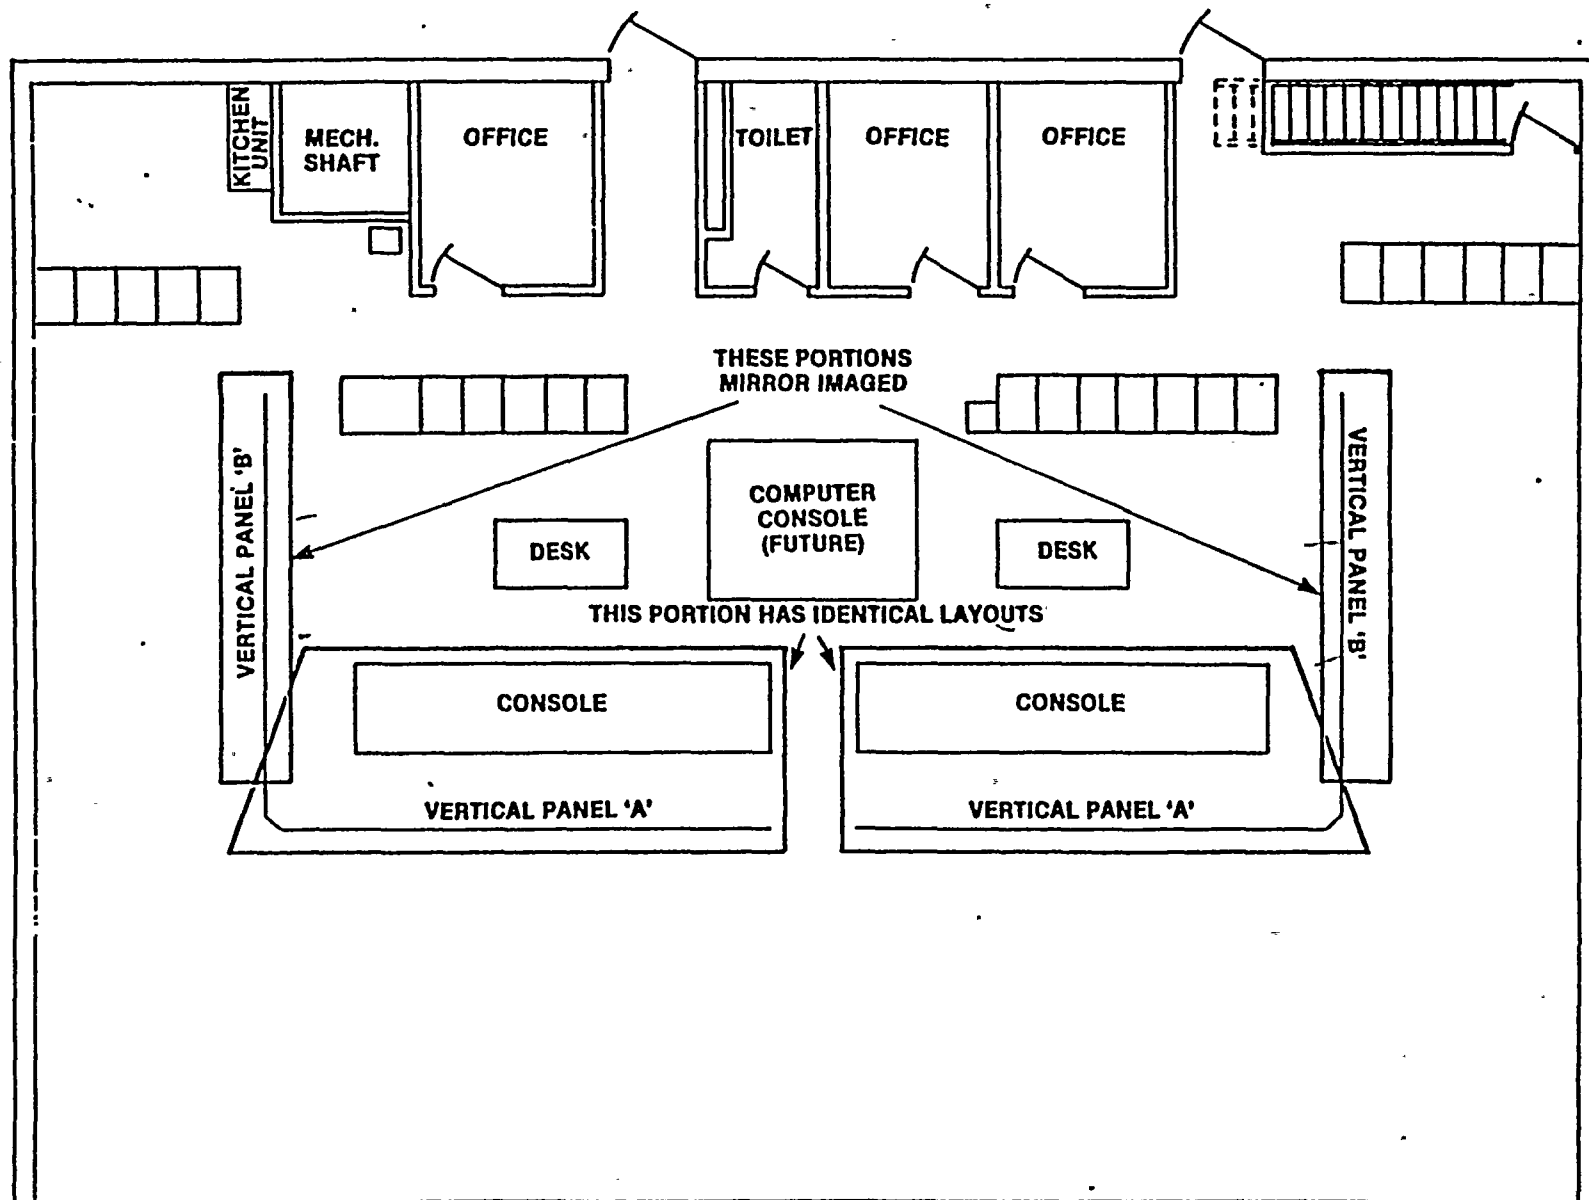 KITCHEN
UNIT
MECH.
SHAFT
OFFICE
TOILET
OFFICE
OFFICE
THESE PORTIONS
MIRROR IMAGED
VERTICAL PANEL 'B'
VERTICAL PANEL 'B'
COMPUTER
CONSOLE
(FUTURE)
DESK
DESK
THIS PORTION HAS IDENTICAL LAYOUTS
CONSOLE
CONSOLE
VERTICAL PANEL 'A'
VERTICAL PANEL 'A'